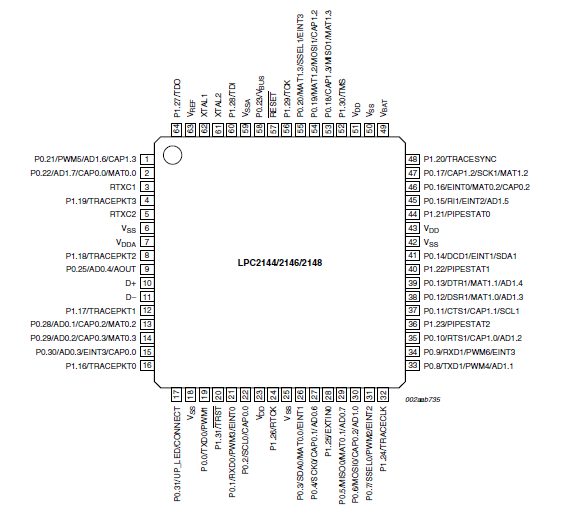 P1.27/TDO
VREF
XTAL1
XTAL2
P1.28/TDI
VSSA
P0.23/VBUS
RESET
P1.29/TCK
P0.20/MAT1.3/SSEL1/EINT3
P0.19/MAT1.2/MOSI1/CAP1.2
P0.18/CAP1.3/MISO1/MAT1.3
P1.30/TMS
VDD
VSS
VBAT
64 63 62 61 60 59 58 57 56 55 54 53 52 51 50 49
P0.21/PWM5/AD1.6/CAP1.3 1
P0.22/AD1.7/CAP0.0/MAT0.0 2
RTXC1 3
P1.19/TRACEPKT3 4
RTXC2 5
VSS 6
VDDA 7
P1.18/TRACEPKT2 8
P0.25/AD0.4/AOUT 9
D+ 10
D− 11
P1.17/TRACEPKT1 12
P0.28/AD0.1/CAP0.2/MAT0.2 13
P0.29/AD0.2/CAP0.3/MAT0.3 14
P0.30/AD0.3/EINT3/CAP0.0 15
P1.16/TRACEPKT0 16
LPC2144/2146/2148
48 P1.20/TRACESYNC
47 P0.17/CAP1.2/SCK1/MAT1.2
46 P0.16/EINT0/MAT0.2/CAP0.2
45 P0.15/RI1/EINT2/AD1.5
44 P1.21/PIPESTAT0
43 VDD
42 VSS
41 P0.14/DCD1/EINT1/SDA1
40 P1.22/PIPESTAT1
39 P0.13/DTR1/MAT1.1/AD1.4
38 P0.12/DSR1/MAT1.0/AD1.3
37 P0.11/CTS1/CAP1.1/SCL1
36 P1.23/PIPESTAT2
35 P0.10/RTS1/CAP1.0/AD1.2
34 P0.9/RXD1/PWM6/EINT3
33 P0.8/TXD1/PWM4/AD1.1
17 18 19 20 21 22 23 24 25 26 27 28 29 30 31 32
P0.31/UP_LED/CONNECT
VSS
P0.0/TXD0/PWM1
P1.31/TRST
P0.1/RXD0/PWM3/EINT0
P0.2/SCL0/CAP0.0
VDD
P1.26/RTCK
VSS
P0.3/SDA0/MAT0.0/EINT1
P0.4/SCK0/CAP0.1/AD0.6
P1.25/EXTIN0
P0.5/MISO0/MAT0.1/AD0.7
P0.6/MOSI0/CAP0.2/AD1.0
P0.7/SSEL0/PWM2/EINT2
P1.24/TRACECLK
002aab735